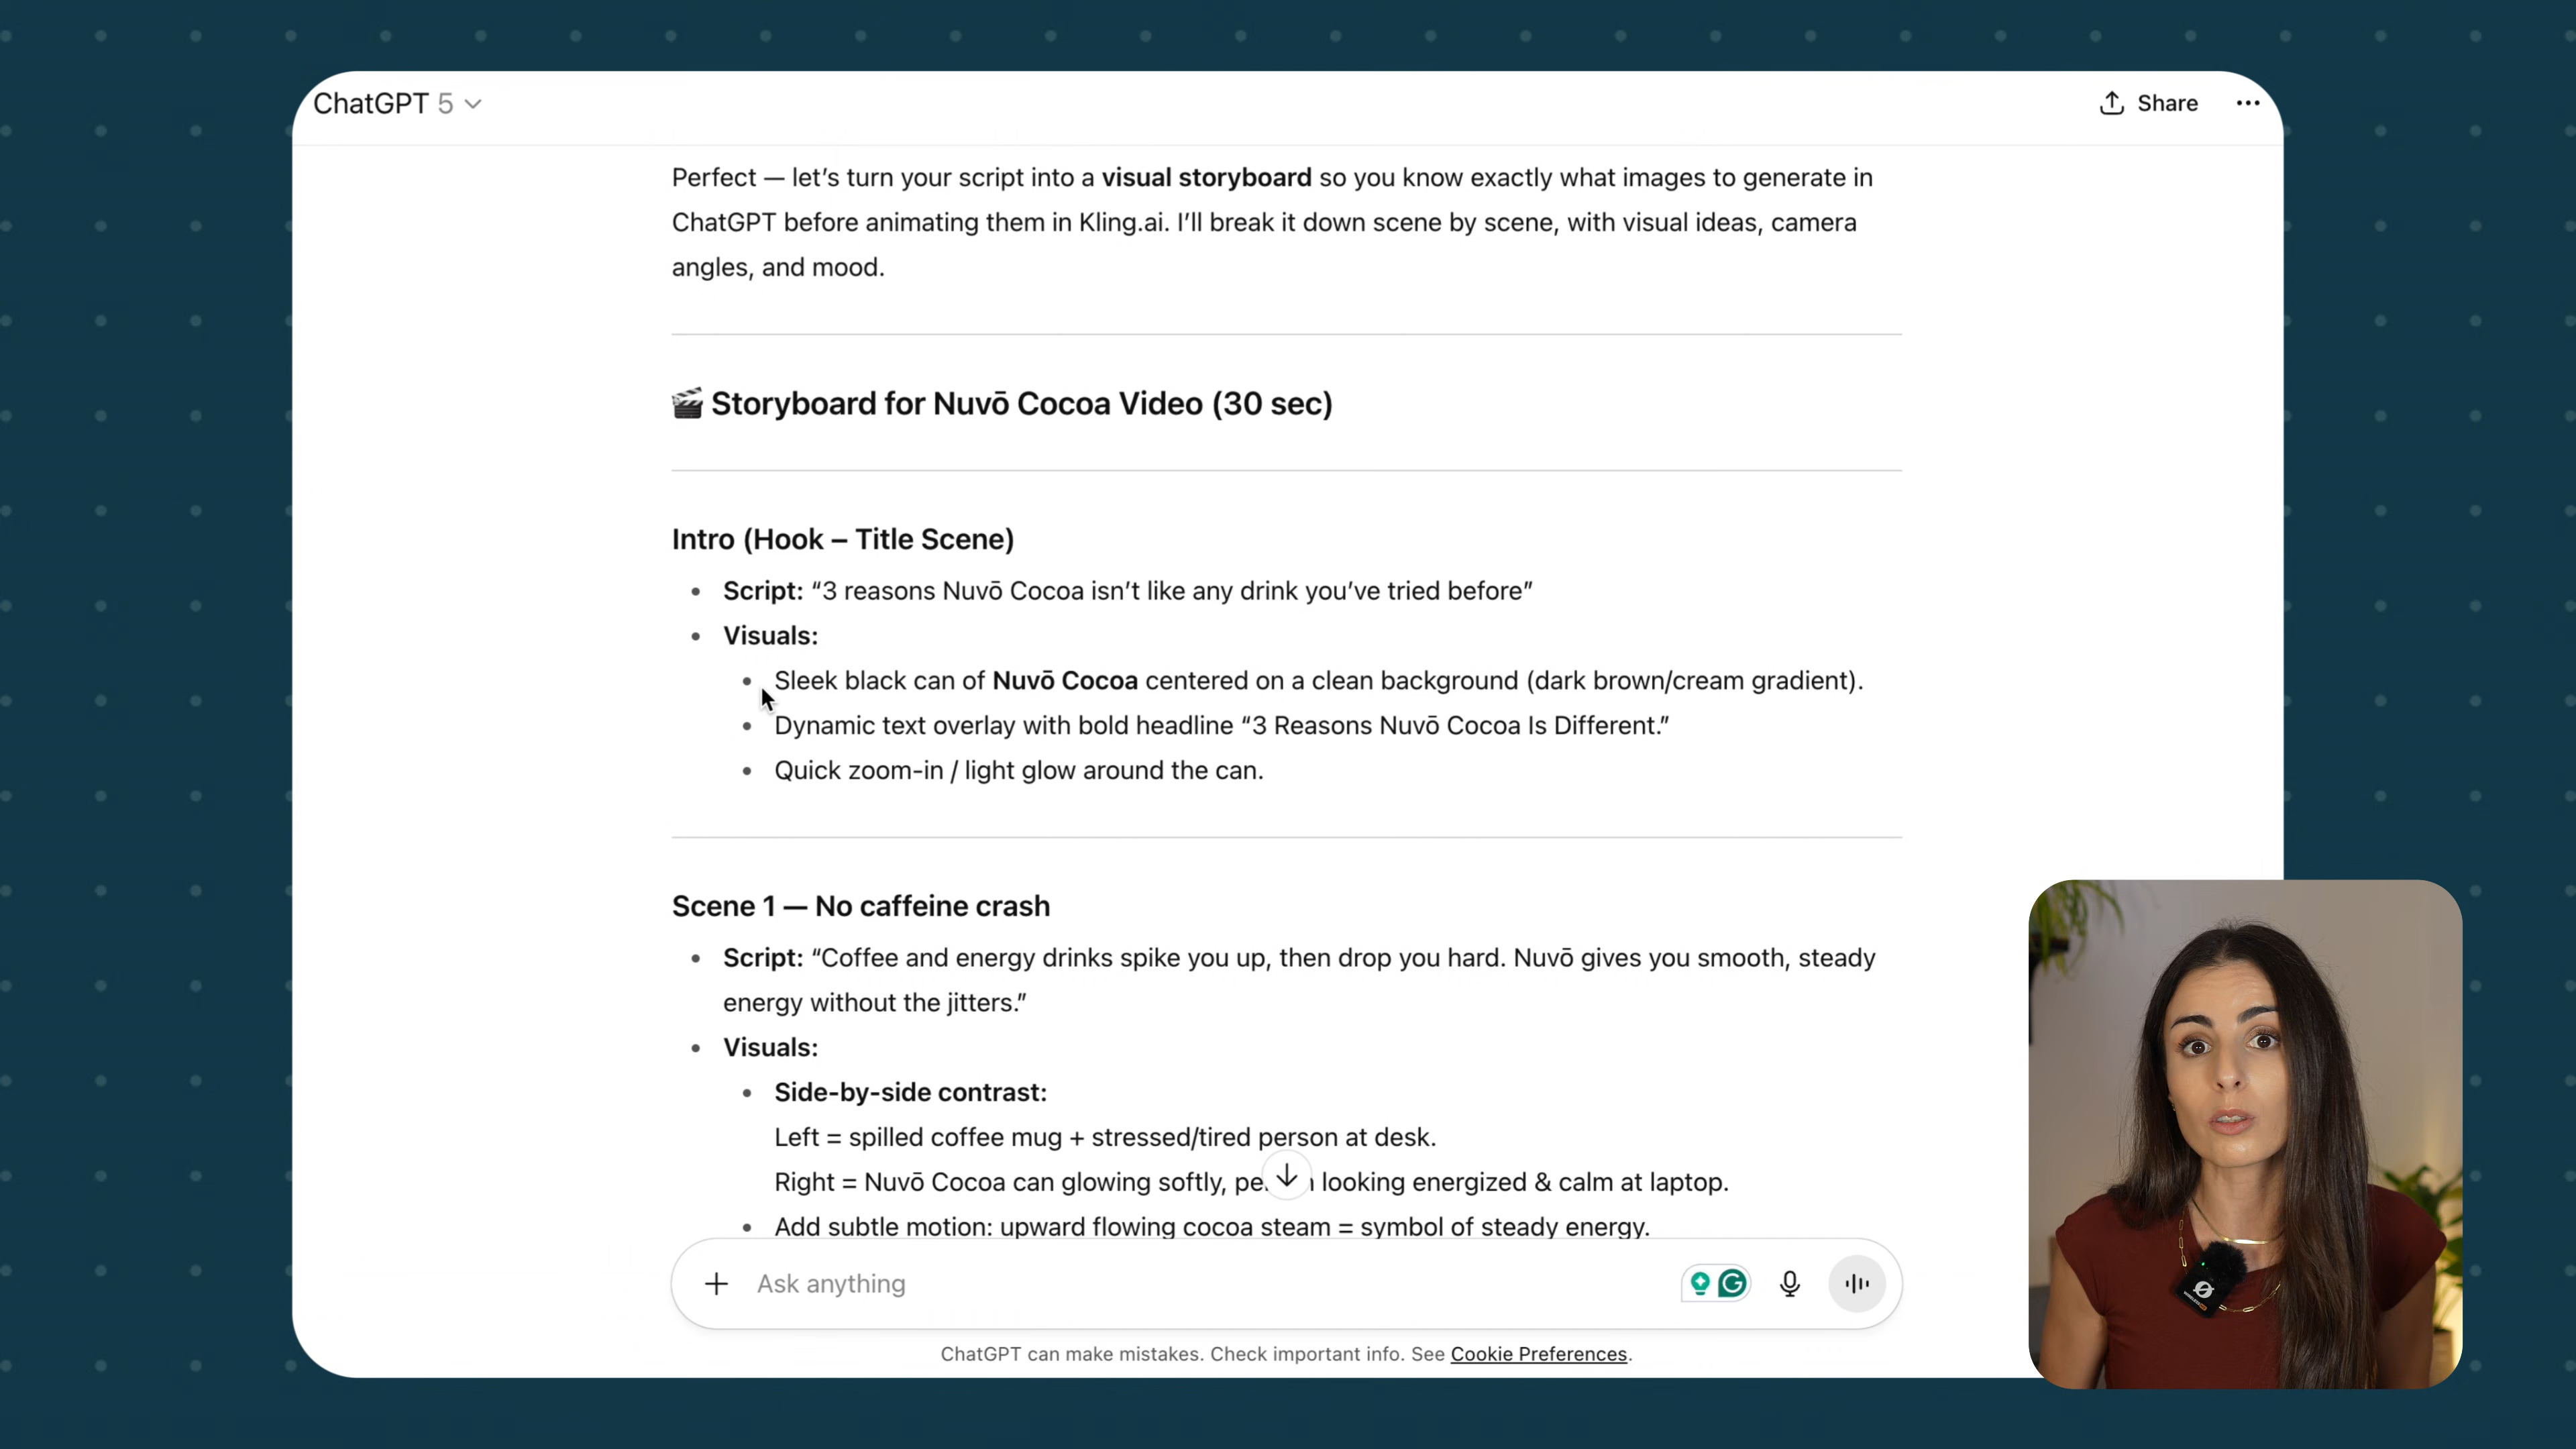 ChatGPT 5
Share
Perfect — let’s turn your script into a visual storyboard so you know exactly what images to generate in
ChatGPT before animating them in Kling.ai. I’ll break it down scene by scene, with visual ideas, camera
angles, and mood.
🎬 Storyboard for Nuvō Cocoa Video (30 sec)
Intro (Hook – Title Scene)
• Script: “3 reasons Nuvō Cocoa isn’t like any drink you’ve tried before”
• Visuals:
• Sleek black can of Nuvō Cocoa centered on a clean background (dark brown/cream gradient).
• Dynamic text overlay with bold headline “3 Reasons Nuvō Cocoa Is Different.”
• Quick zoom-in / light glow around the can.
Scene 1 — No caffeine crash
• Script: “Coffee and energy drinks spike you up, then drop you hard. Nuvō gives you smooth, steady
energy without the jitters.”
• Visuals:
• Side-by-side contrast:
Left = spilled coffee mug + stressed/tired person at desk.
Right = Nuvō Cocoa can glowing softly, looking energized & calm at laptop.
• Add subtle motion: upward flowing cocoa steam = symbol of steady energy.
Ask anything
ChatGPT can make mistakes. Check important info. See Cookie Preferences.